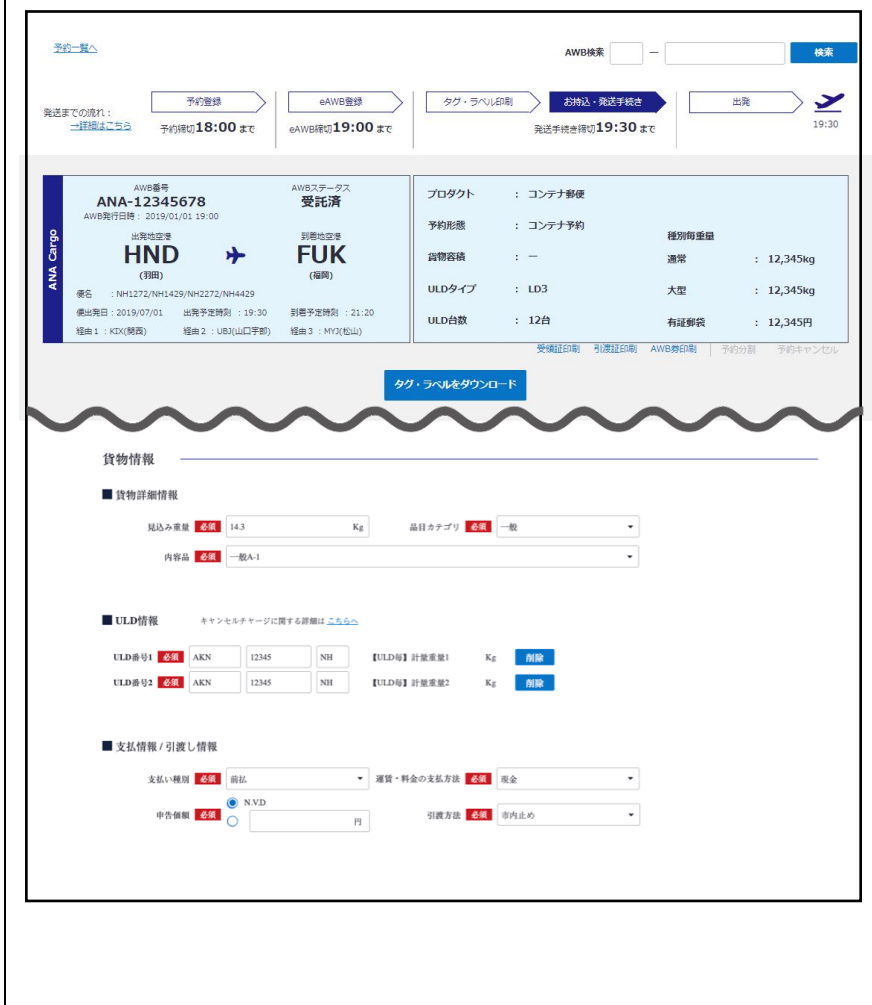 予約一覧へ
AWB検索 － 検索
発送までの流れ：
→詳細はこちら
予約登録 eAWB登録 タグ・ラベル印刷 お持込・発送手続き 出発
予約締切18:00 まで eAWB締切19:00 まで 発送手続き締切19:30 まで 19:30
ANA Cargo
AWB番号 AWBステータス
ANA-12345678 受託済
AWB発行日時： 2019/01/01 19:00
出発地空港 到着地空港
HND FUK
(羽田) (福岡)
便名 ：NH1272/NH1429/NH2272/NH4429
便出発日：2019/07/01 出発予定時刻 ：19:30 到着予定時刻 ：21:20
経由1：KIX(関西) 経由2：UBJ(山口宇部) 経由3：MYJ(松山)
プロダクト ： コンテナ郵便
予約形態 ： コンテナ予約
種別毎重量
貨物容積 ： － 通常 ： 12,345kg
ULDタイプ ： LD3 大型 ： 12,345kg
ULD台数 ： 12台 有証郵袋 ： 12,345円
受領証印刷 引渡証印刷 AWB券印刷 予約分割 予約キャンセル
タグ・ラベルをダウンロード
貨物情報
■ 貨物詳細情報
見込み重量 必須 14.3 Kg 品目カテゴリ 必須 一般
内容品 必須 一般A-1
■ ULD情報 キャンセルチャージに関する詳細は こちらへ
ULD番号1 必須 AKN 12345 NH 【ULD毎】計量重量1 Kg 削除
ULD番号2 必須 AKN 12345 NH 【ULD毎】計量重量2 Kg 削除
■ 支払情報 / 引渡し情報
支払い種別 必須 前払 運賃・料金の支払方法 必須 現金
申告価額 必須 N.V.D 円 引渡方法 必須 市内止め